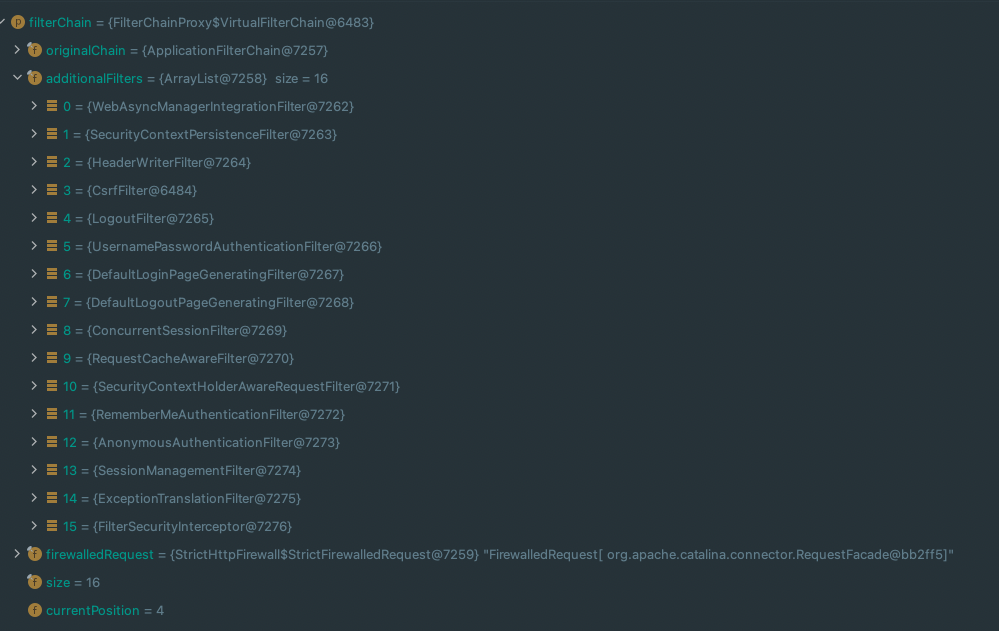 filterChain = {FilterChainProxy$VirtualFilterChain@6483}
originalChain = {ApplicationFilterChain@7257}
additionalFilters = {ArrayList@7258} size = 16
0 = {WebAsyncManagerIntegrationFilter@7262}
1 = {SecurityContextPersistenceFilter@7263}
2 = {HeaderWriterFilter@7264}
3 = {CsrfFilter@6484}
4 = {LogoutFilter@7265}
5 = {UsernamePasswordAuthenticationFilter@7266}
6 = {DefaultLoginPageGeneratingFilter@7267}
7 = {DefaultLogoutPageGeneratingFilter@7268}
8 = {ConcurrentSessionFilter@7269}
9 = {RequestCacheAwareFilter@7270}
10 = {SecurityContextHolderAwareRequestFilter@7271}
11 = {RememberMeAuthenticationFilter@7272}
12 = {AnonymousAuthenticationFilter@7273}
13 = {SessionManagementFilter@7274}
14 = {ExceptionTranslationFilter@7275}
15 = {FilterSecurityInterceptor@7276}
firewalledRequest = {StrictHttpFirewall$StrictFirewalledRequest@7259} "FirewalledRequest[ org.apache.catalina.connector.RequestFacade@bb2ff5]"
size = 16
currentPosition = 4